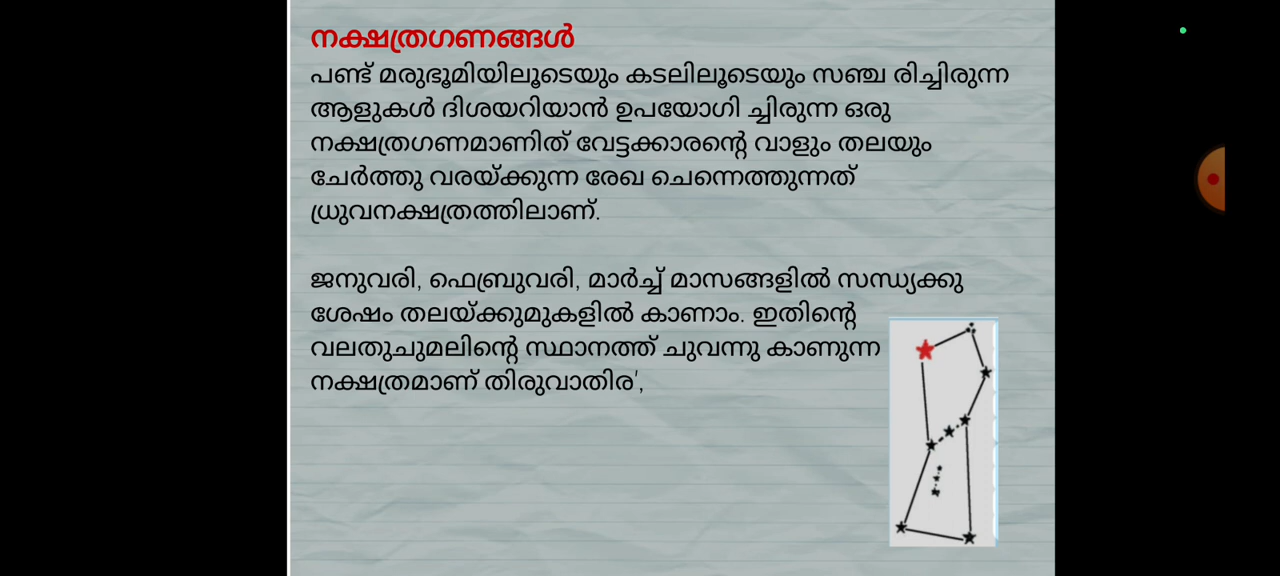 നക്ഷത്രഗണങ്ങൾ
പണ്ട് മരുഭൂമിയിലൂടെയും കടലിലൂടെയും സഞ്ച രിച്ചിരുന്ന
ആളുകൾ ദിശയറിയാൻ ഉപയോഗി ച്ചിരുന്ന ഒരു
നക്ഷത്രഗണമാണിത് വേട്ടക്കാരന്റെ വാളും തലയും
ചേർത്തു വരയ്ക്കുന്ന രേഖ ചെന്നെത്തുന്നത്
ധ്രുവനക്ഷത്രത്തിലാണ്.
ജനുവരി, ഫെബ്രുവരി, മാർച്ച് മാസങ്ങളിൽ സന്ധ്യക്കു
ശേഷം തലയ്ക്കുമുകളിൽ കാണാം. ഇതിന്റെ
വലതുചുമലിന്റെ സ്ഥാനത്ത് ചുവന്നു കാണുന്ന
നക്ഷത്രമാണ് തിരുവാതിര',